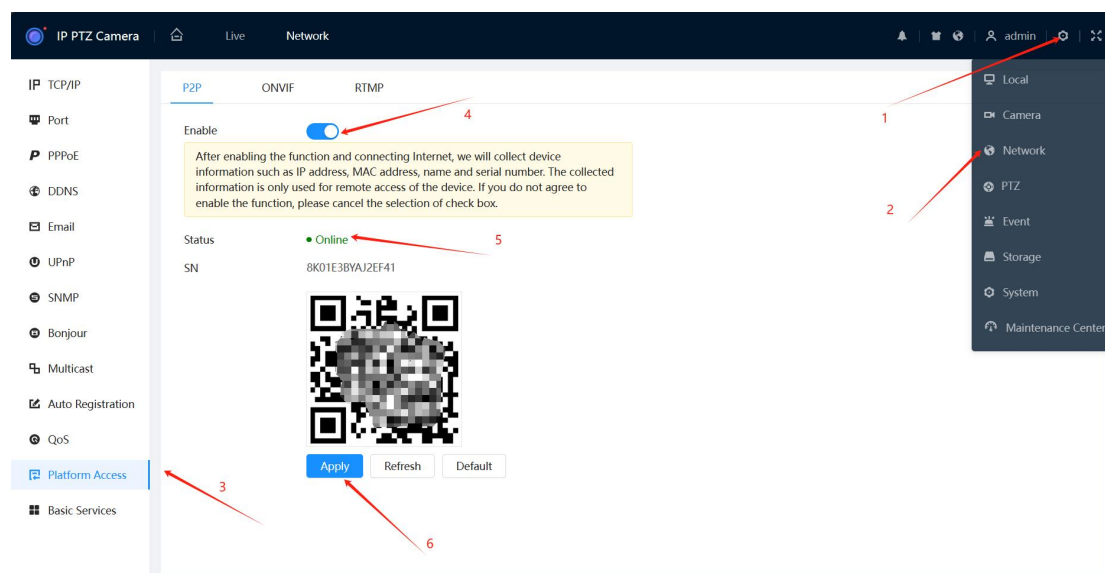 IP PTZ Camera Live Network admin
IP TCP/IP
Port
P PPPoE
DDNS
Email
UPnP
SNMP
Bonjour
Multicast
Auto Registration
QoS
Platform Access
Basic Services
P2P ONVIF RTMP
Enable
4
After enabling the function and connecting Internet, we will collect device
information such as IP address, MAC address, name and serial number. The collected
information is only used for remote access of the device. If you do not agree to
enable the function, please cancel the selection of check box.
Status Online
5
SN 8K01E3BYAJ2EF41
Apply Refresh Default
3
6
1
2
Local
Camera
Network
PTZ
Event
Storage
System
Maintenance Center